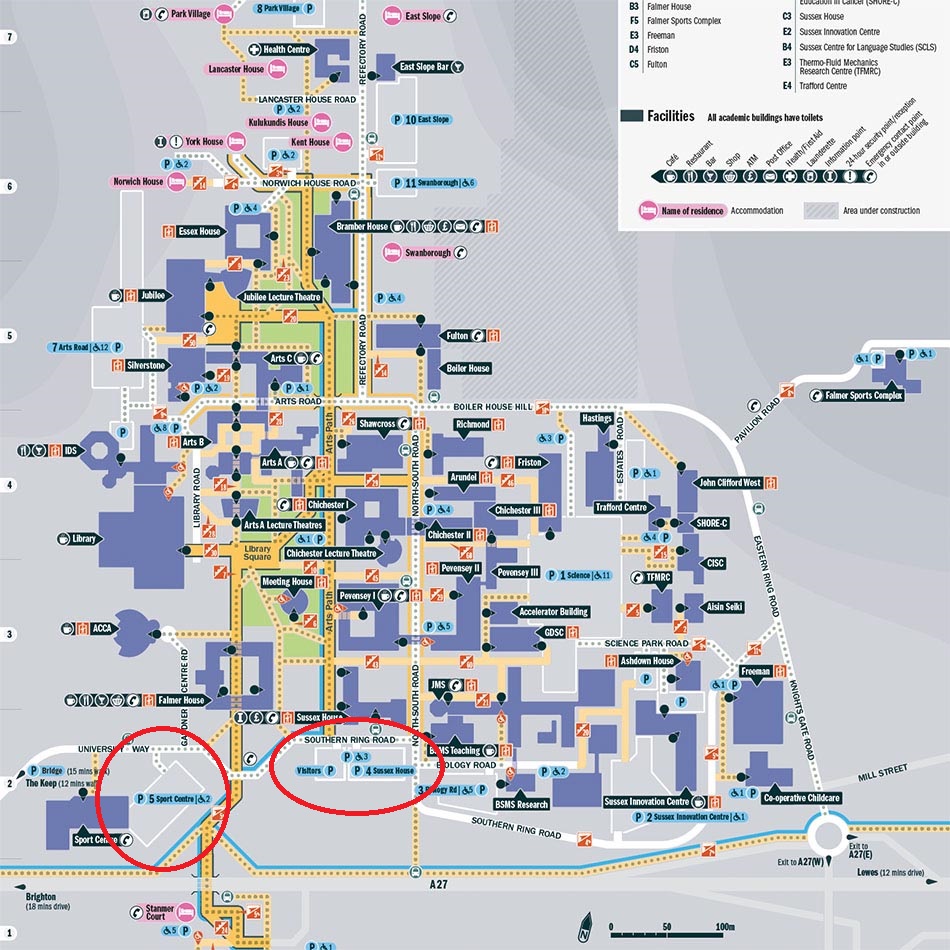 Park Village
8 Park Village
P
East Slope
7
Health Centre
Lancaster House
East Slope Bar
LANCASTER HOUSE ROAD
P 2
P 10 East Slope
Kulukundis House
York House
Kent House
P 2
P 2
Norwich House
NORWICH HOUSE ROAD
P 11 Swanborough 6
6
REFECTORY ROAD
P 4
Essex House
Bramber House
Swanborough
Jubilee
Jubilee Lecture Theatre
P 4
5
7 Arts Road 12 P
Silverstone
Arts C
Fulton
REFECTORY ROAD
Boiler House
P 2
P 1
ARTS ROAD
BOILER HOUSE HILL
1 P
P 1
Falmer Sports Complex
PAVILION ROAD
P
8 P
Arts B
IDS
Arts Path
Shawcross
Richmond
Hastings
3 P
Friston
ESTATES ROAD
P 1
John Clifford West
4
Arts A
Arundel
LIBRARY ROAD
NORTH-SOUTH ROAD
Chichester I
P 4
Chichester III
Trafford Centre
SHORE-C
Library
Arts A Lecture Theatres
1 P
Chichester II
4 P
Library Square
Chichester Lecture Theatre
CISC
Meeting House
Pevensey II
Pevensey III
P 1 Science 11
TFMRC
Pevensey I
EASTERN RING ROAD
Arts Path
Accelerator Building
Aisin Seiki
3
ACCA
P 5
GDSC
SCIENCE PARK ROAD
Ashdown House
Freeman
GARDNER CENTRE RD
NORTH-SOUTH ROAD
JMS
P
1 P
Falmer House
Sussex House
P
KNIGHTS GATE ROAD
SOUTHERN RING ROAD
UNIVERSITY WAY
BSMS Teaching
P 3
Visitors P
P 4 Sussex House
BIOLOGY ROAD
MILL STREET
2
P Bridge (15 mins walk)
The Keep (12 mins walk)
P 5 Sport Centre 2
3 Biology Rd 5 P
BSMS Research
Sussex Innovation Centre
1 P
Co-operative Childcare
P 2 Sussex Innovation Centre 1
Sport Centre
SOUTHERN RING ROAD
Exit to A27(W)
Exit to A27(E)
A27
Lewes (12 mins drive)
Brighton
(18 mins drive)
Stanmer Court
5 P
P 1
1
0 50 100m
B3 Falmer House
F5 Falmer Sports Complex
E3 Freeman
D4 Friston
C5 Fulton
Education in Cancer (SHORE-C)
C3 Sussex House
E2 Sussex Innovation Centre
B4 Sussex Centre for Language Studies (SCLS)
E3 Thermo-Fluid Mechanics
Research Centre (TFMRC)
E4 Trafford Centre
Facilities All academic buildings have toilets
Café
Restaurant
Bar
Shop
ATM
Post Office
Health/First Aid
Launderette
Information point
24-hour security point/reception
Emergency contact point
in or outside building
Name of residence Accommodation
Area under construction